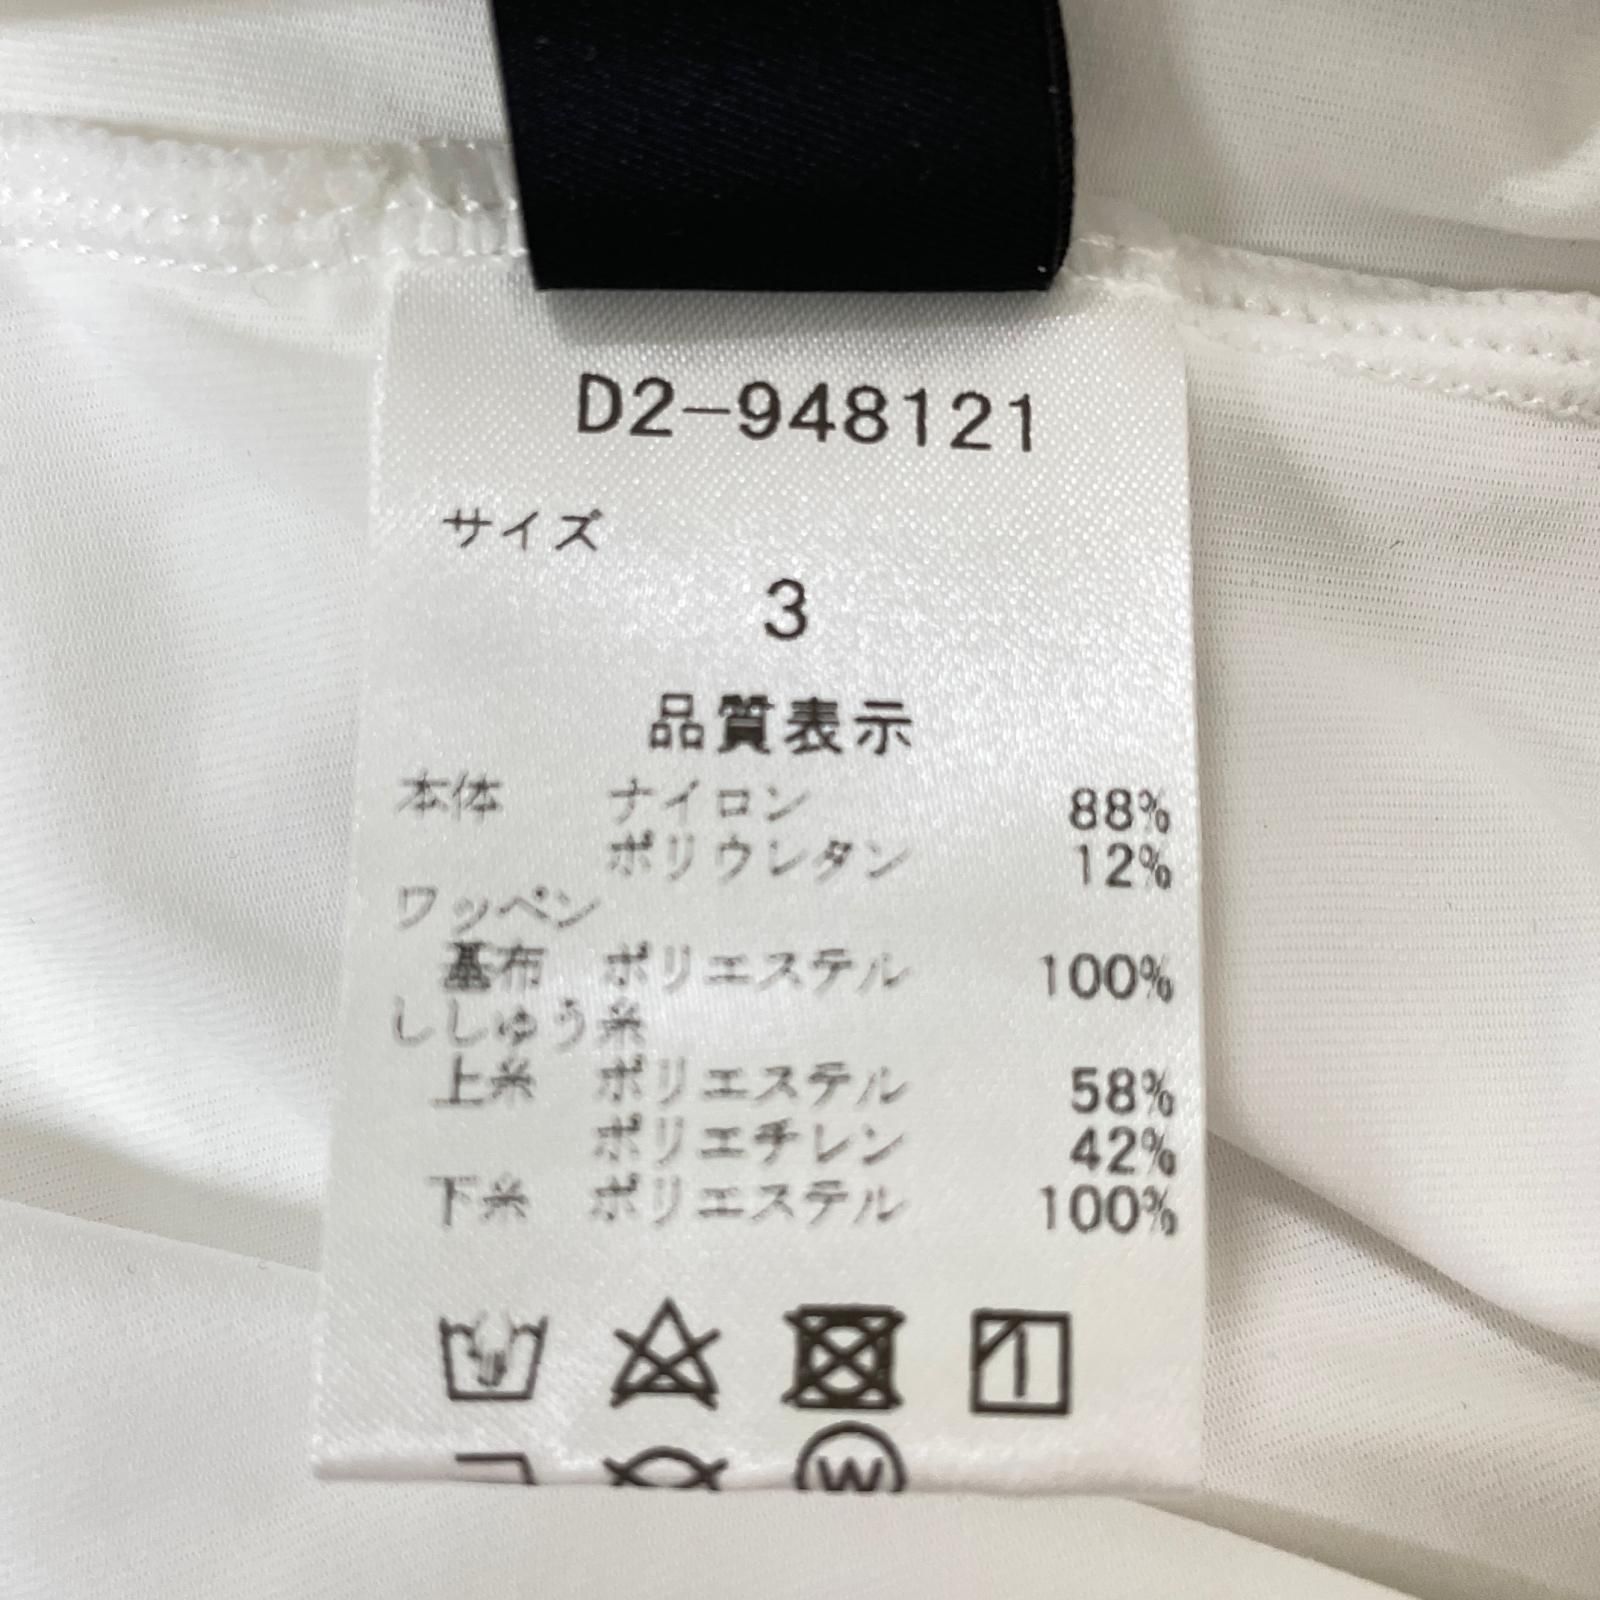 D2-948121
サイズ
3
品質表示
本体 ナイロン 88%
ポリウレタン 12%
ワッペン
基布 ポリエステル 100%
ししゅう糸
上糸 ポリエステル 58%
ポリエチレン 42%
下糸 ポリエステル 100%
W